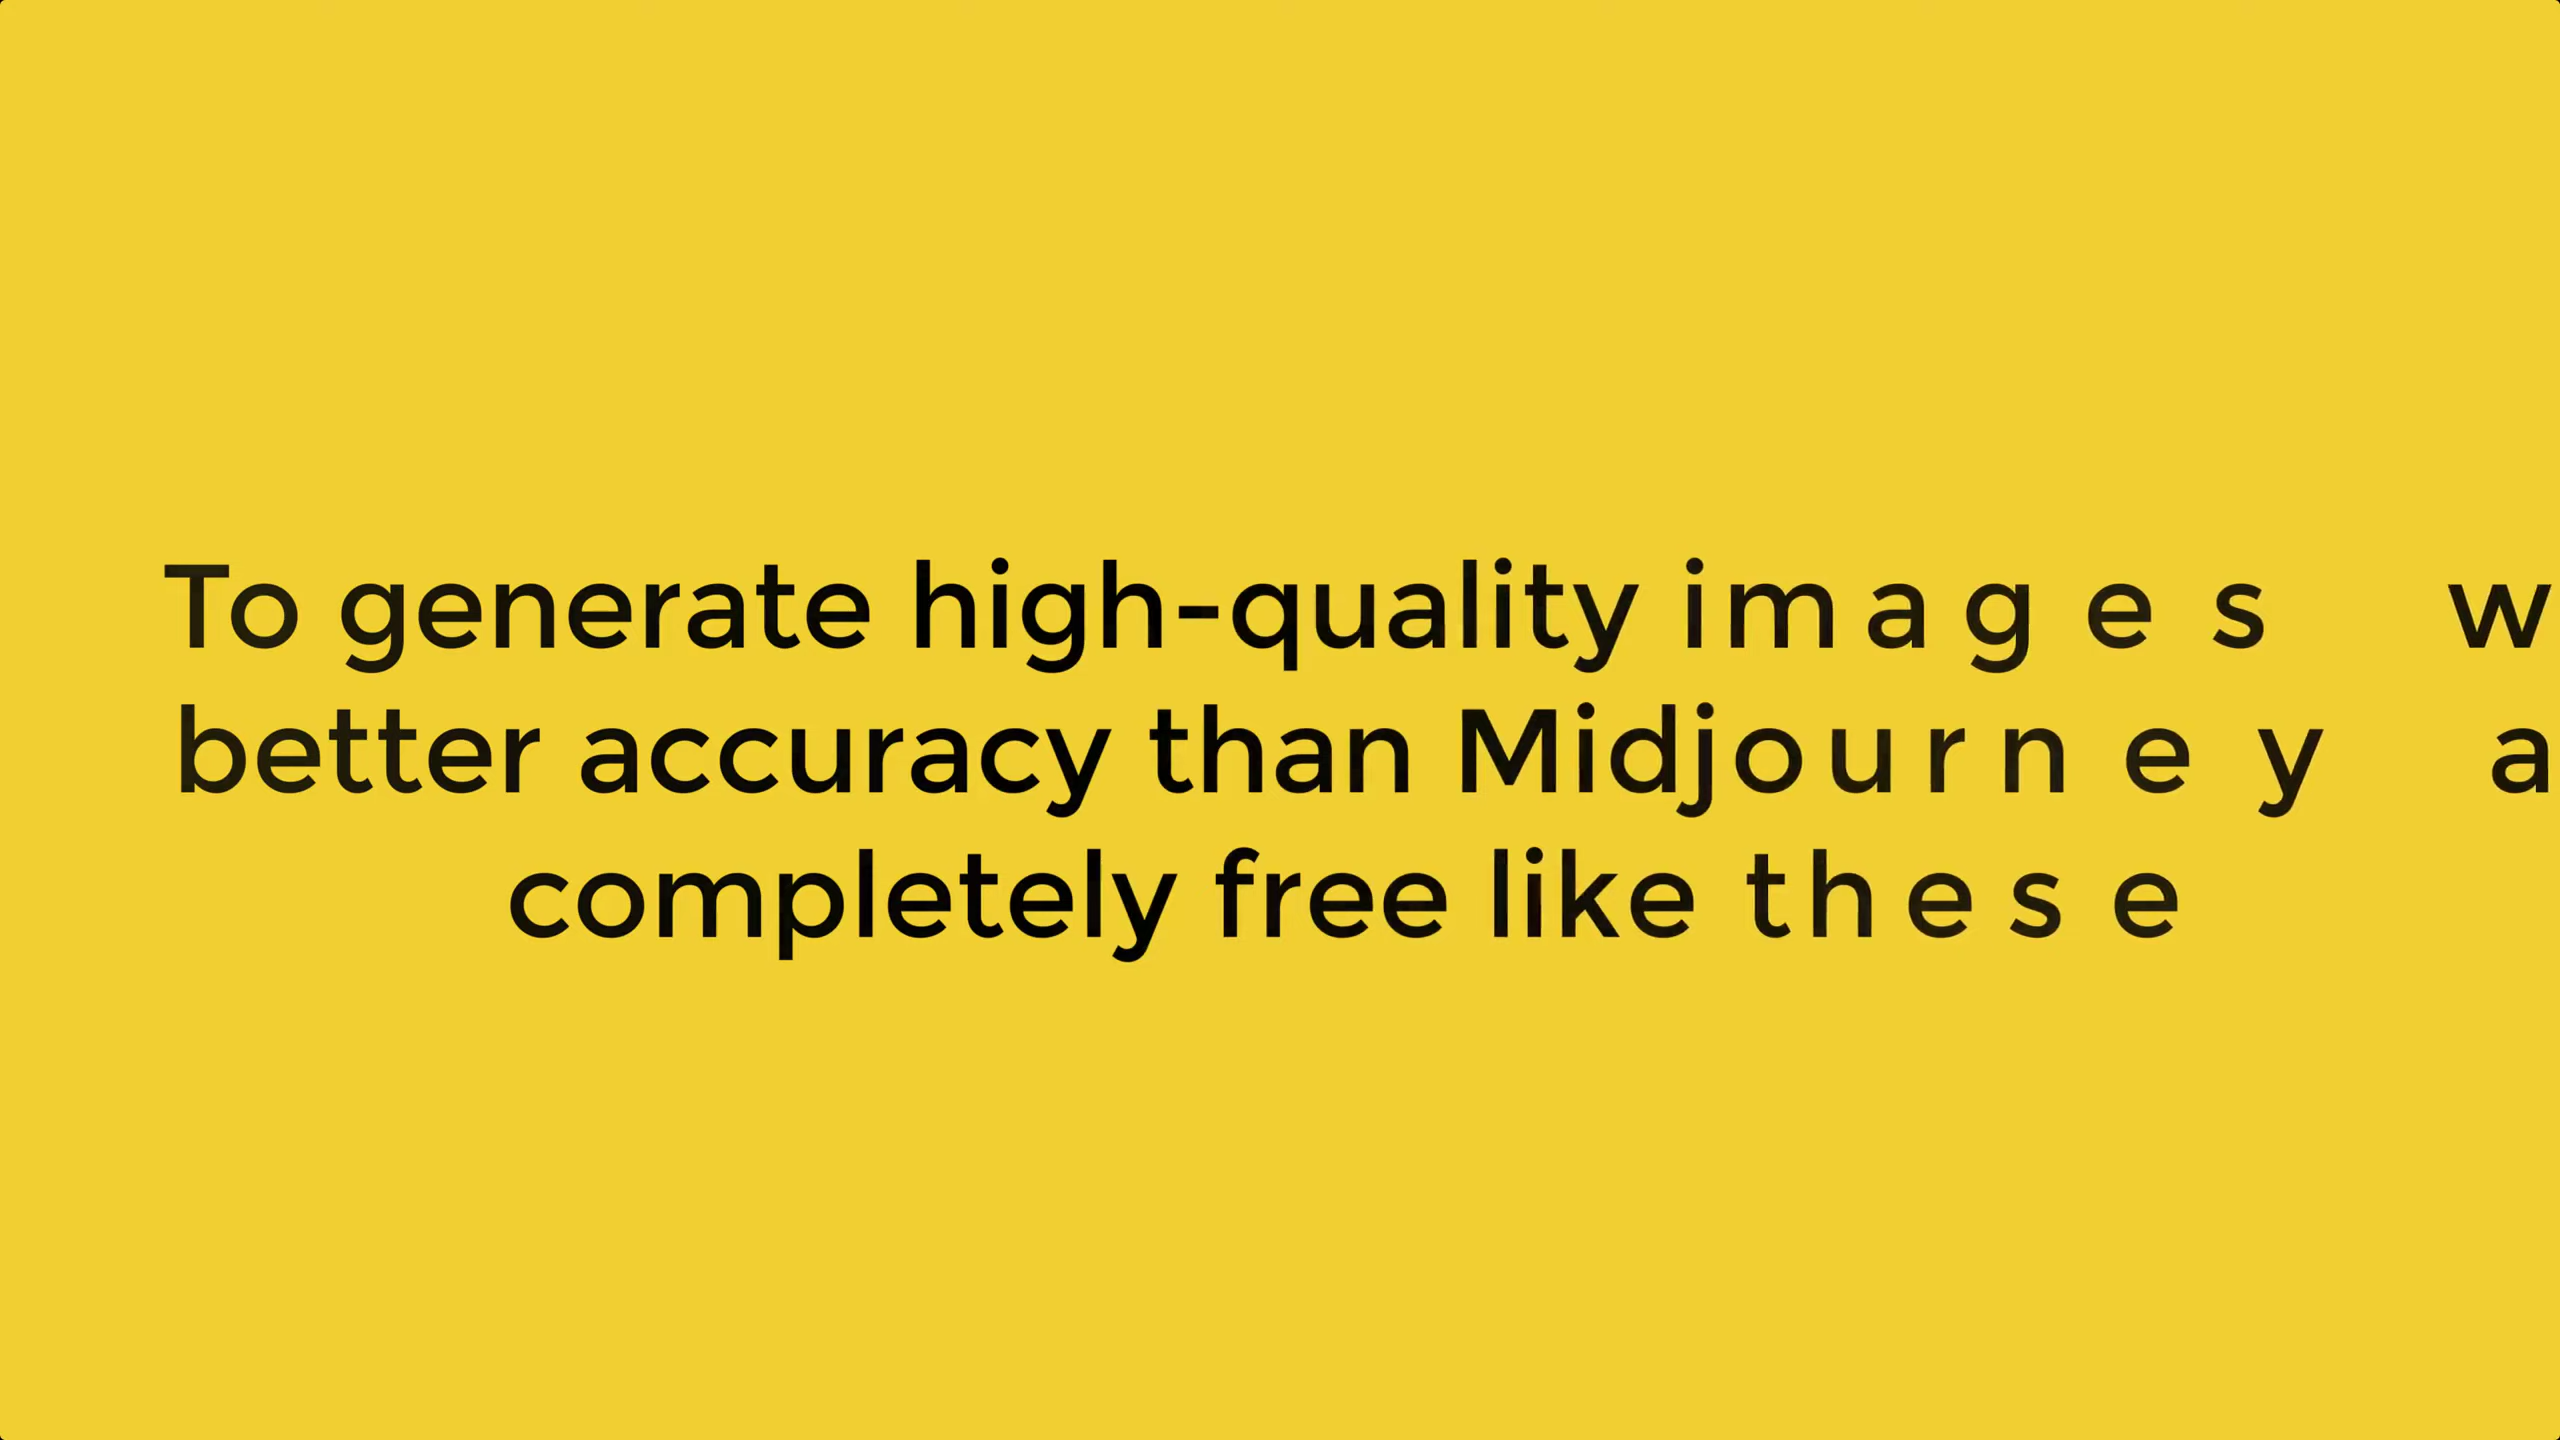 To generate high-quality images
better accuracy than Midjourney
completely free like these